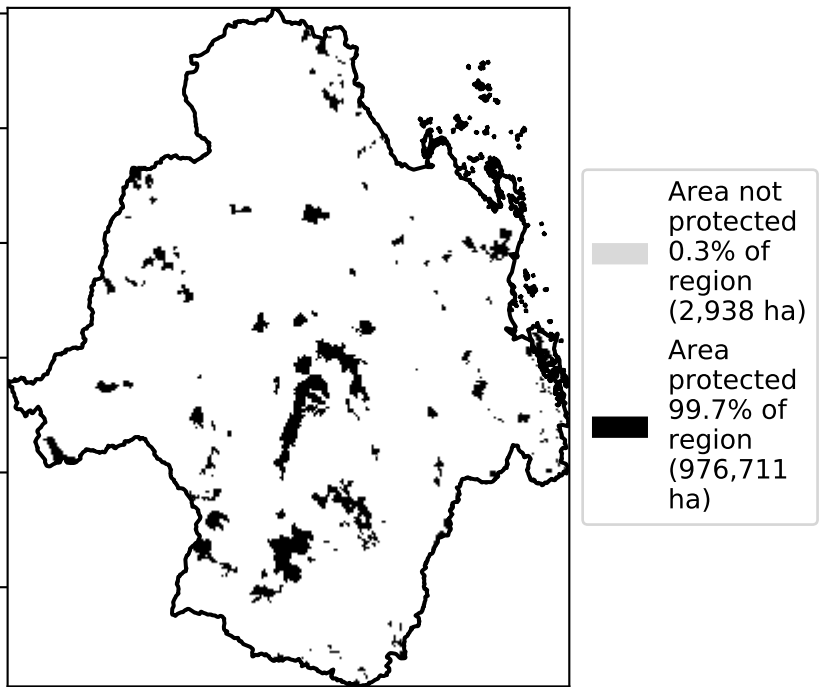 Area not
protected
0.3% of
region
(2,938 ha)
Area
protected
99.7% of
region
(976,711
ha)